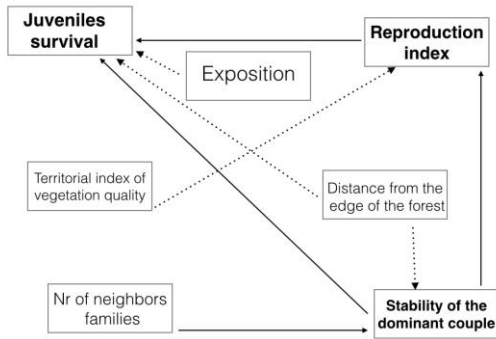 Juveniles
survival
Reproduction
index
Exposition
Territorial index of
vegetation quality
Distance from the
edge of the forest
Nr of neighbors
families
Stability of the
dominant couple